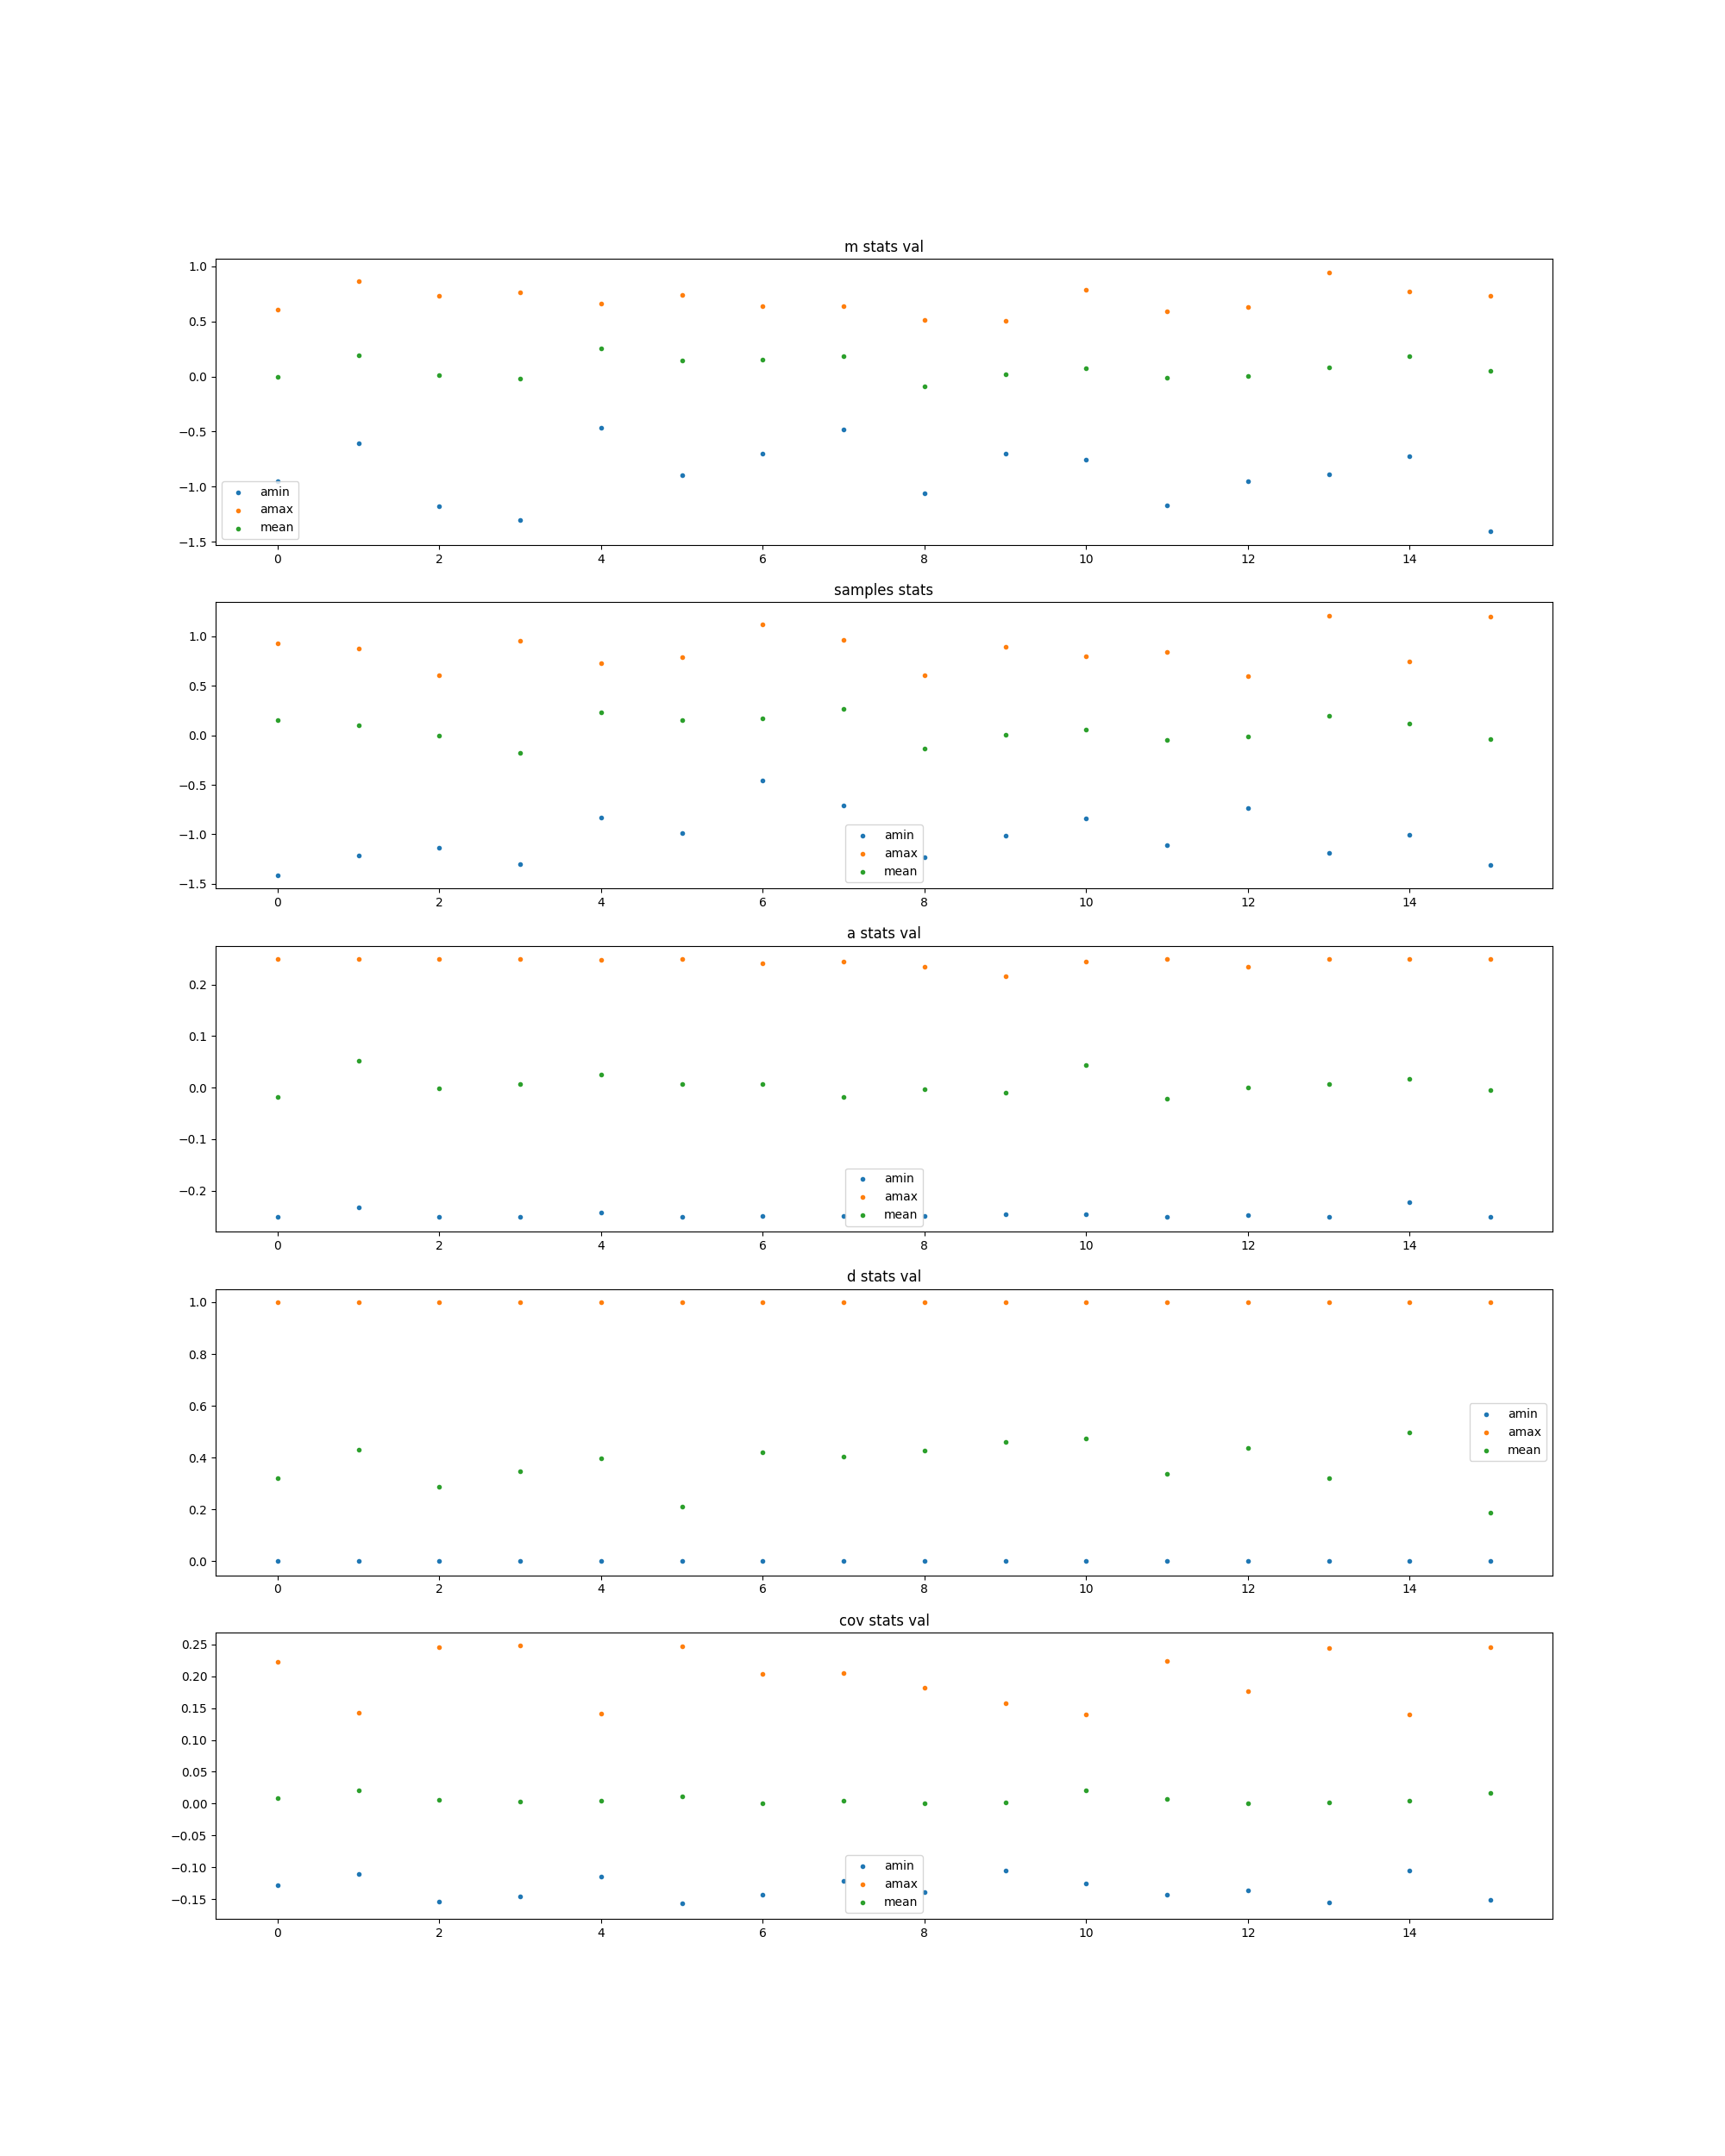 m stats val
1.0
0.5
0.0
−0.5
−1.0
−1.5
amin
amax
mean
0 2 4 6 8 10 12 14
samples stats
1.0
0.5
0.0
−0.5
−1.0
−1.5
amin
amax
mean
0 2 4 6 8 10 12 14
a stats val
0.2
0.1
0.0
−0.1
−0.2
amin
amax
mean
0 2 4 6 8 10 12 14
d stats val
1.0
0.8
0.6
0.4
0.2
0.0
amin
amax
mean
0 2 4 6 8 10 12 14
cov stats val
0.25
0.20
0.15
0.10
0.05
0.00
−0.05
−0.10
−0.15
amin
amax
mean
0 2 4 6 8 10 12 14